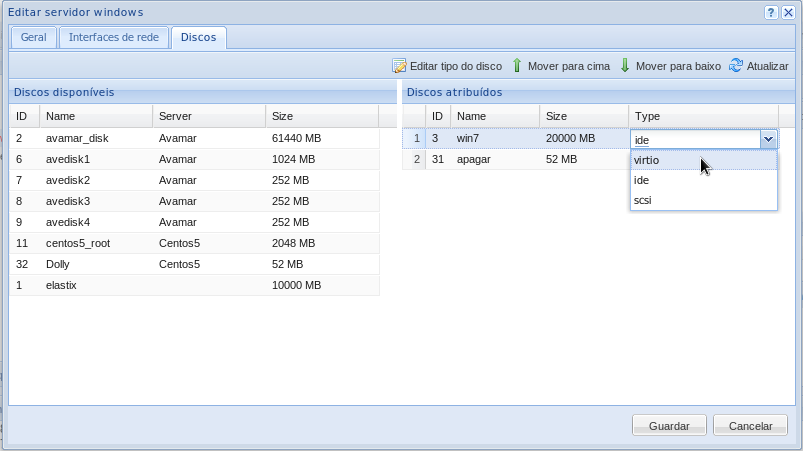 Editar servidor windows
Geral Interfaces de rede Discos
Editar tipo do disco Mover para cima Mover para baixo Atualizar
Discos disponíveis
ID Name Server Size
2 avamar_disk Avamar 61440 MB
6 avedisk1 Avamar 1024 MB
7 avedisk2 Avamar 252 MB
8 avedisk3 Avamar 252 MB
9 avedisk4 Avamar 252 MB
11 centos5_root Centos5 2048 MB
32 Dolly Centos5 52 MB
1 elastix 10000 MB
Discos atribuídos
ID Name Size Type
1 3 win7 20000 MB ide
2 31 apagar 52 MB
virtio
ide
scsi
Guardar Cancelar